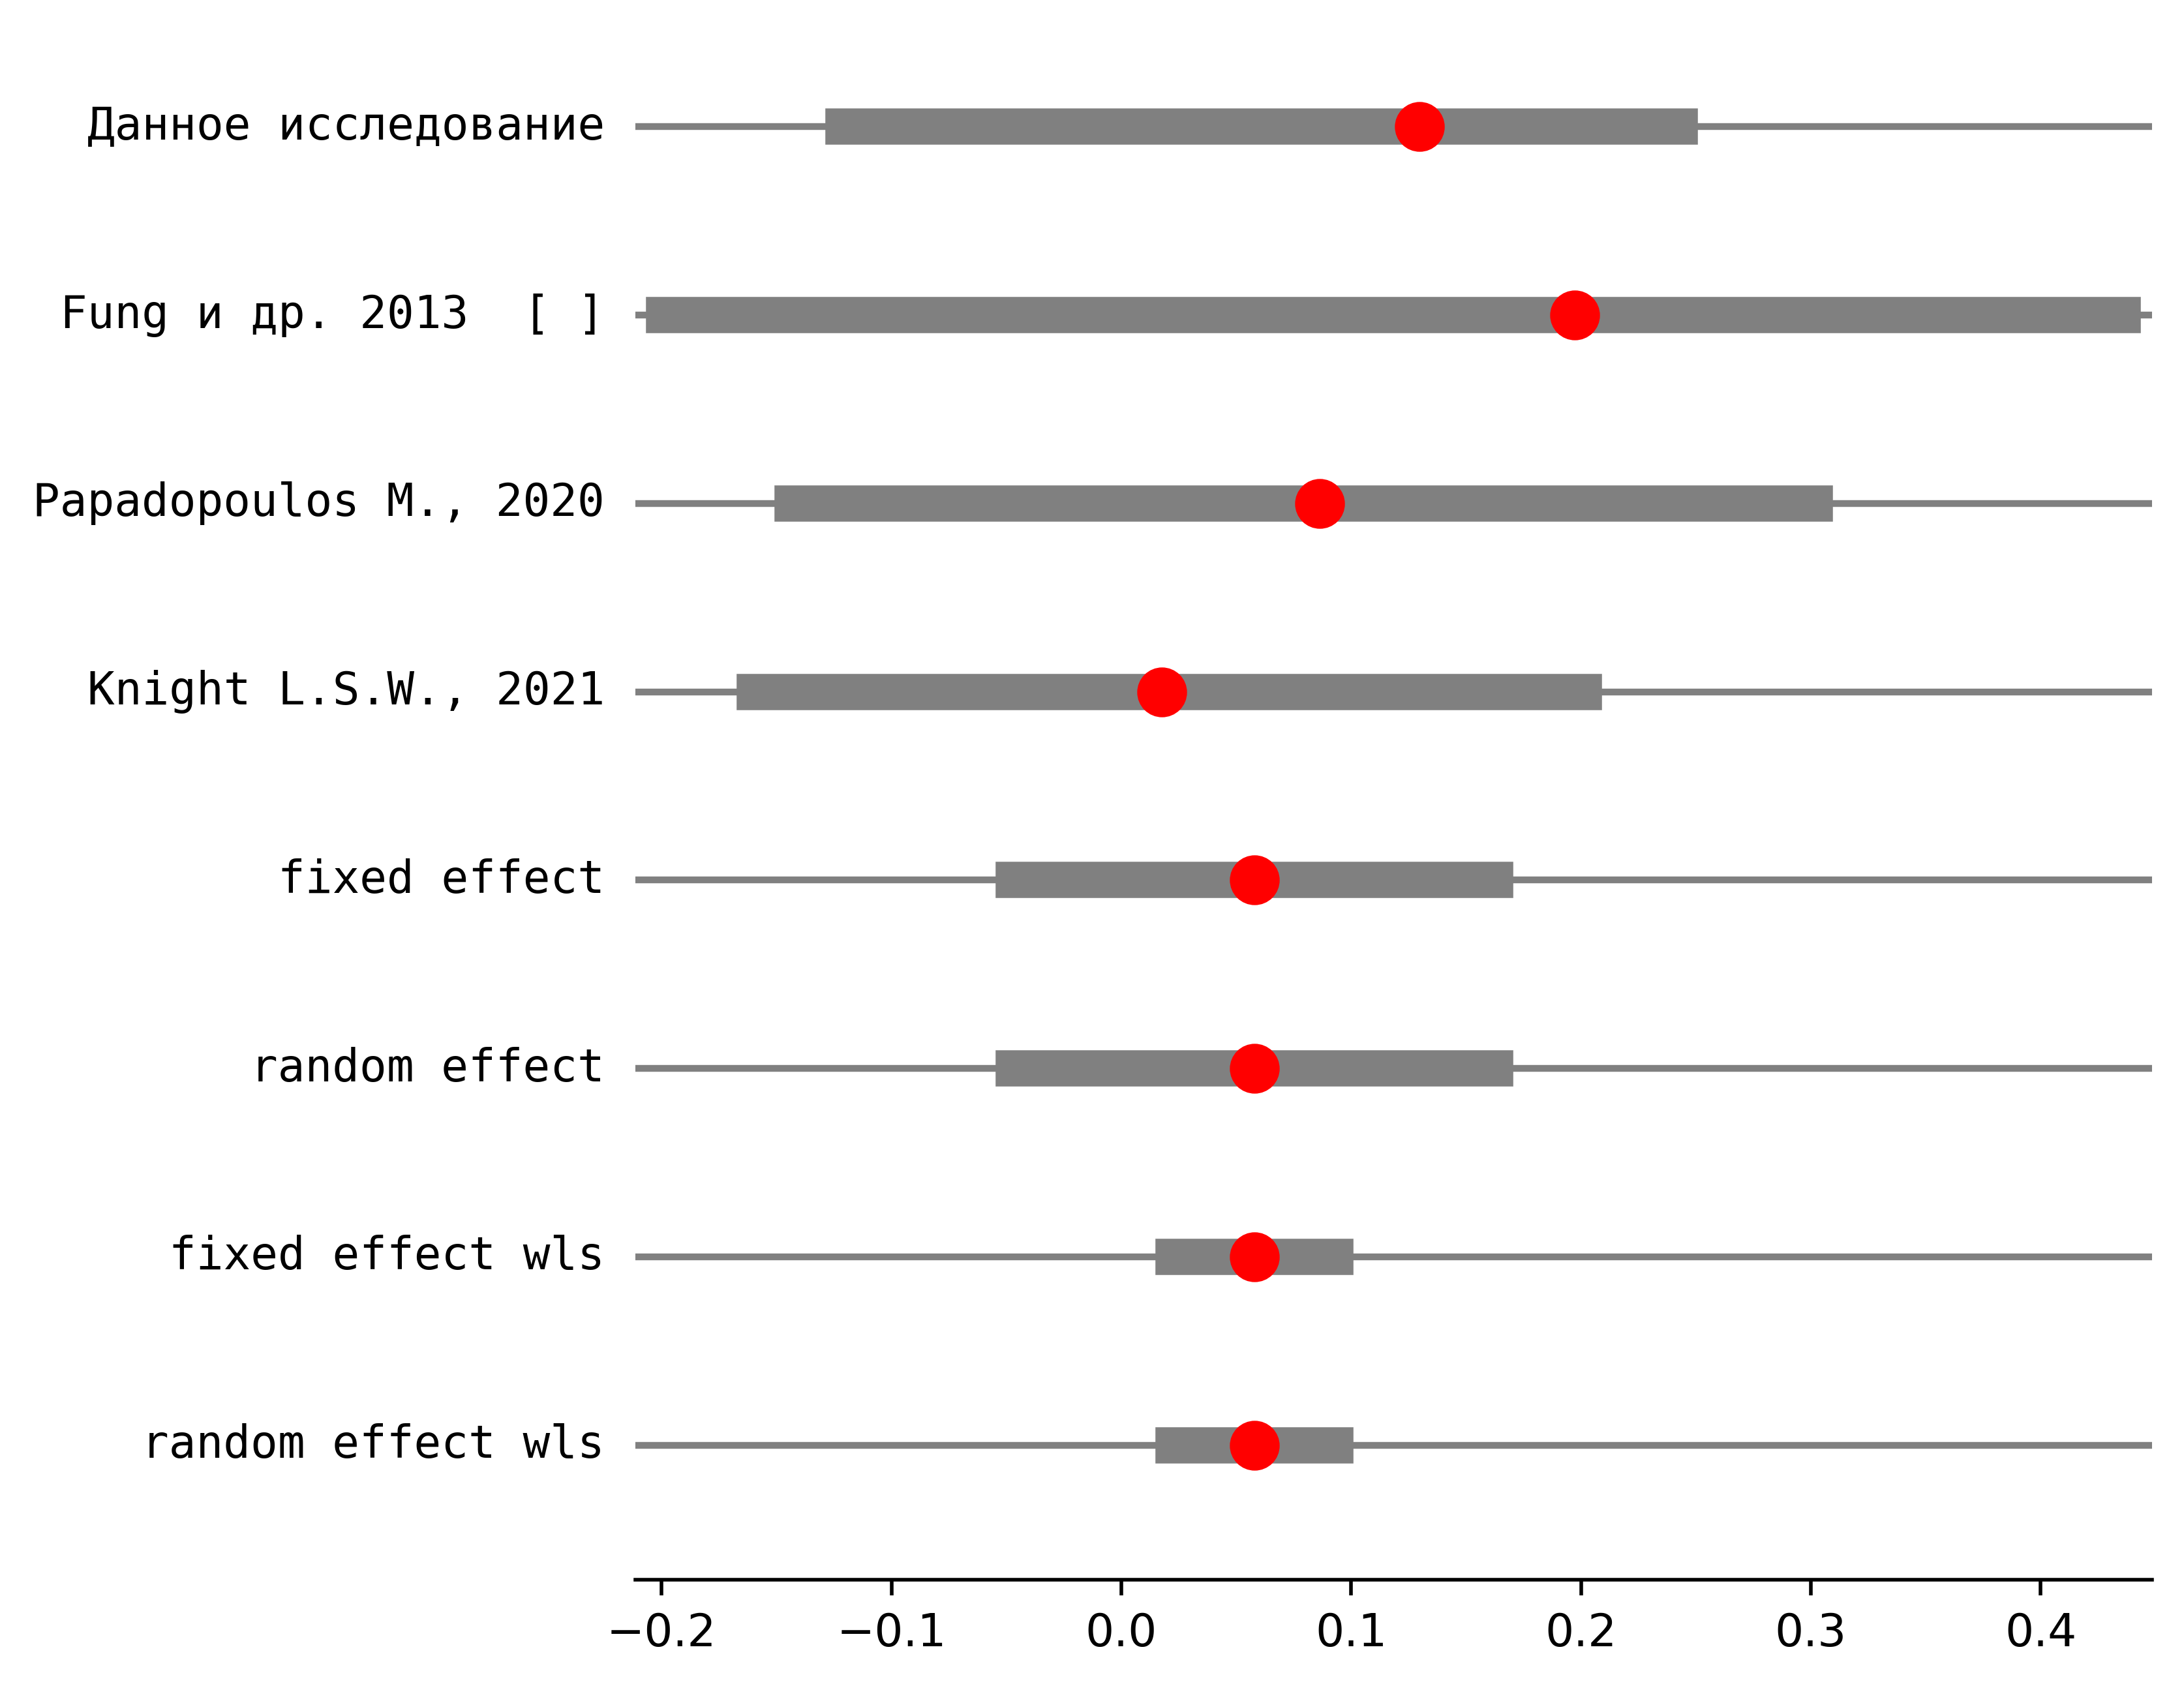 Данное исследование
Fung и др. 2013  [ ]
Papadopoulos M., 2020
Knight L.S.W., 2021
fixed effect
random effect
fixed effect wls
random effect wls
−0.2 −0.1 0.0 0.1 0.2 0.3 0.4